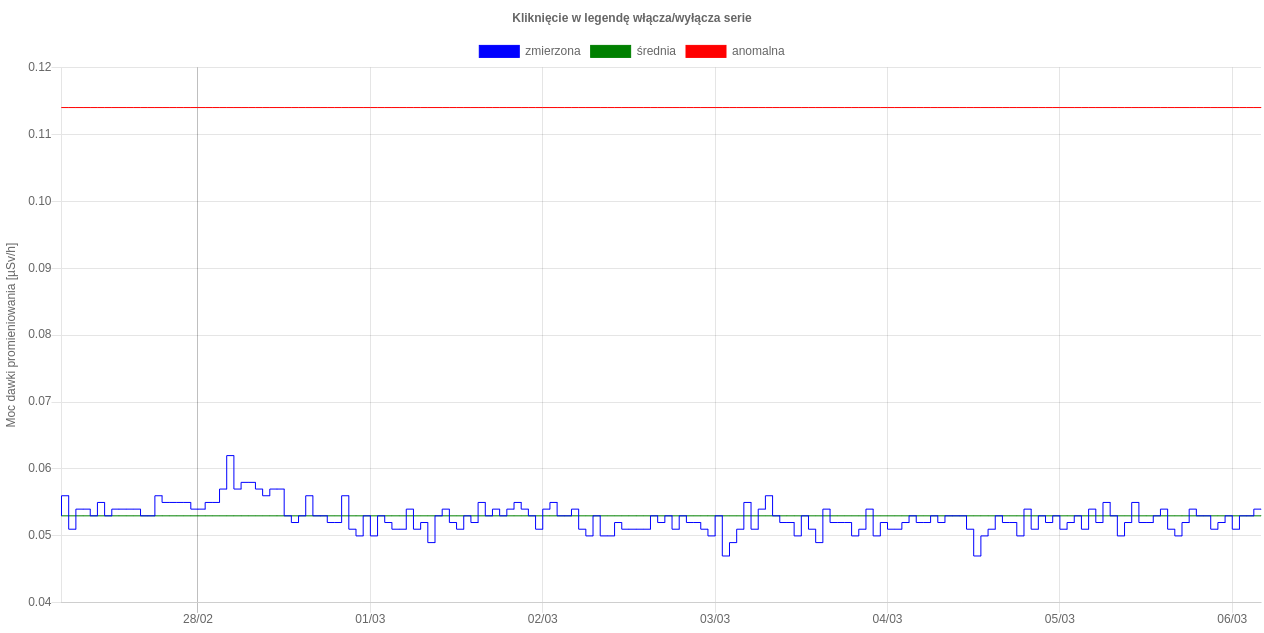 Kliknięcie w legendę włącza/wyłącza serie
zmierzona średnia anomalna
Moc dawki promieniowania [µSv/h]
0.12
0.11
0.10
0.09
0.08
0.07
0.06
0.05
0.04
28/02 01/03 02/03 03/03 04/03 05/03 06/03